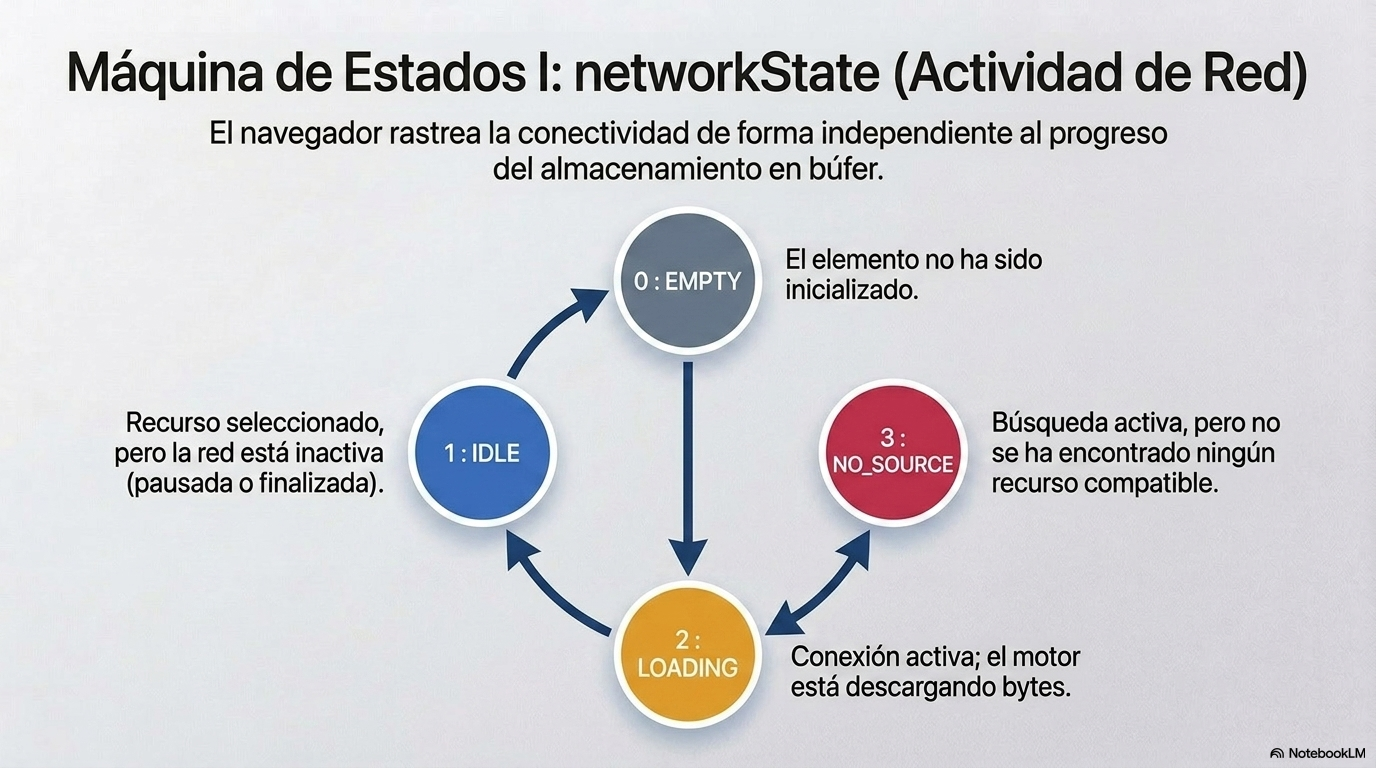 Máquina de Estados I: networkState (Actividad de Red)
El navegador rastrea la conectividad de forma independiente al progreso
del almacenamiento en búfer.
0 : EMPTY
El elemento no ha sido
inicializado.
Recurso seleccionado,
pero la red está inactiva
(pausada o finalizada).
1 : IDLE
3 :
NO_SOURCE
Búsqueda activa, pero no
se ha encontrado ningún
recurso compatible.
2 :
LOADING
Conexión activa; el motor
está descargando bytes.
NotebookLM